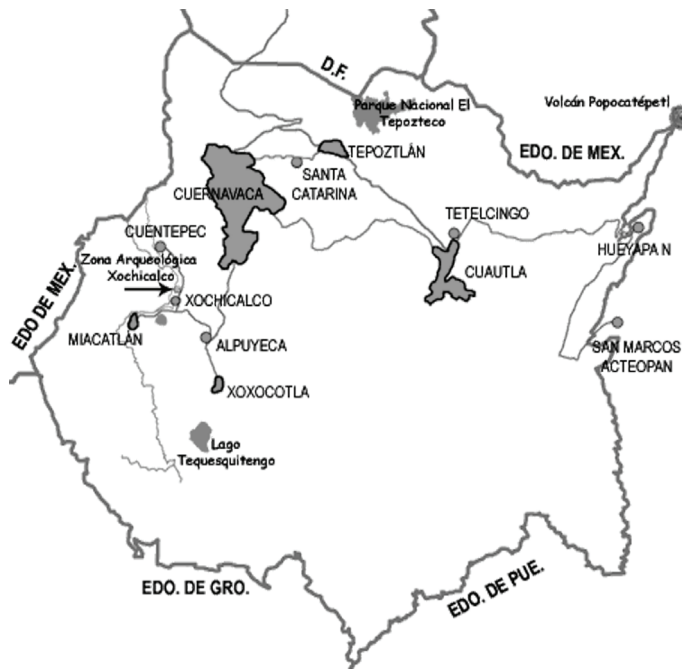 D.F.
Parque Nacional El
Tepozteco
Volcán Popocatépetl
TEPOZTLÁN
EDO. DE MEX.
SANTA
CATARINA
CUERNAVACA
TETELCINGO
CUENTEPEC
HUEYAPA N
Zona Arqueológica
Xochicalco
CUAUTLA
EDO DE MEX.
XOCHICALCO
MIACATLÁN
ALPUYECA
SAN MARCOS
ACTEOPAN
XOXOCOTLA
Lago
Tequesquitengo
EDO. DE GRO.
EDO. DE PUE.